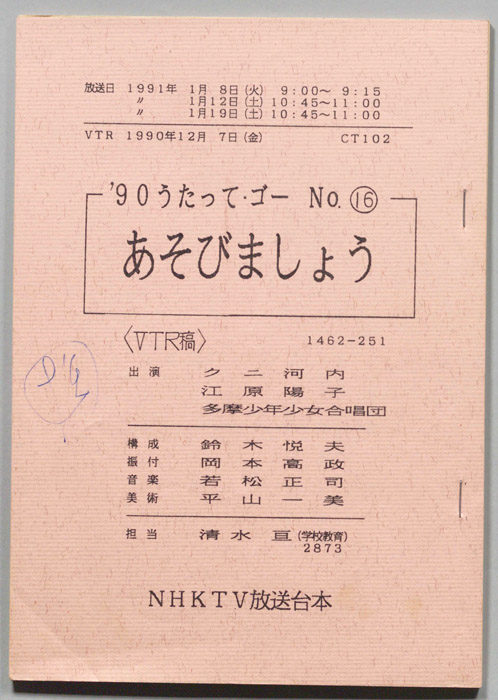 放送日 1991年 1月 8日(火) 9:00〜 9:15
〃 1月12日(土) 10:45〜11:00
〃 1月19日(土) 10:45〜11:00
VTR 1990年12月 7日(金) CT102
'90うたって・ゴー No.⑯
あそびましょう
〈VTR稿〉 1462-251
出演 クニ河内
江原陽子
多摩少年少女合唱団
構成 鈴木悦夫
振付 岡本高政
音楽 若松正司
美術 平山一美
担当 清水亘(学校教育)
2873
NHKTV放送台本